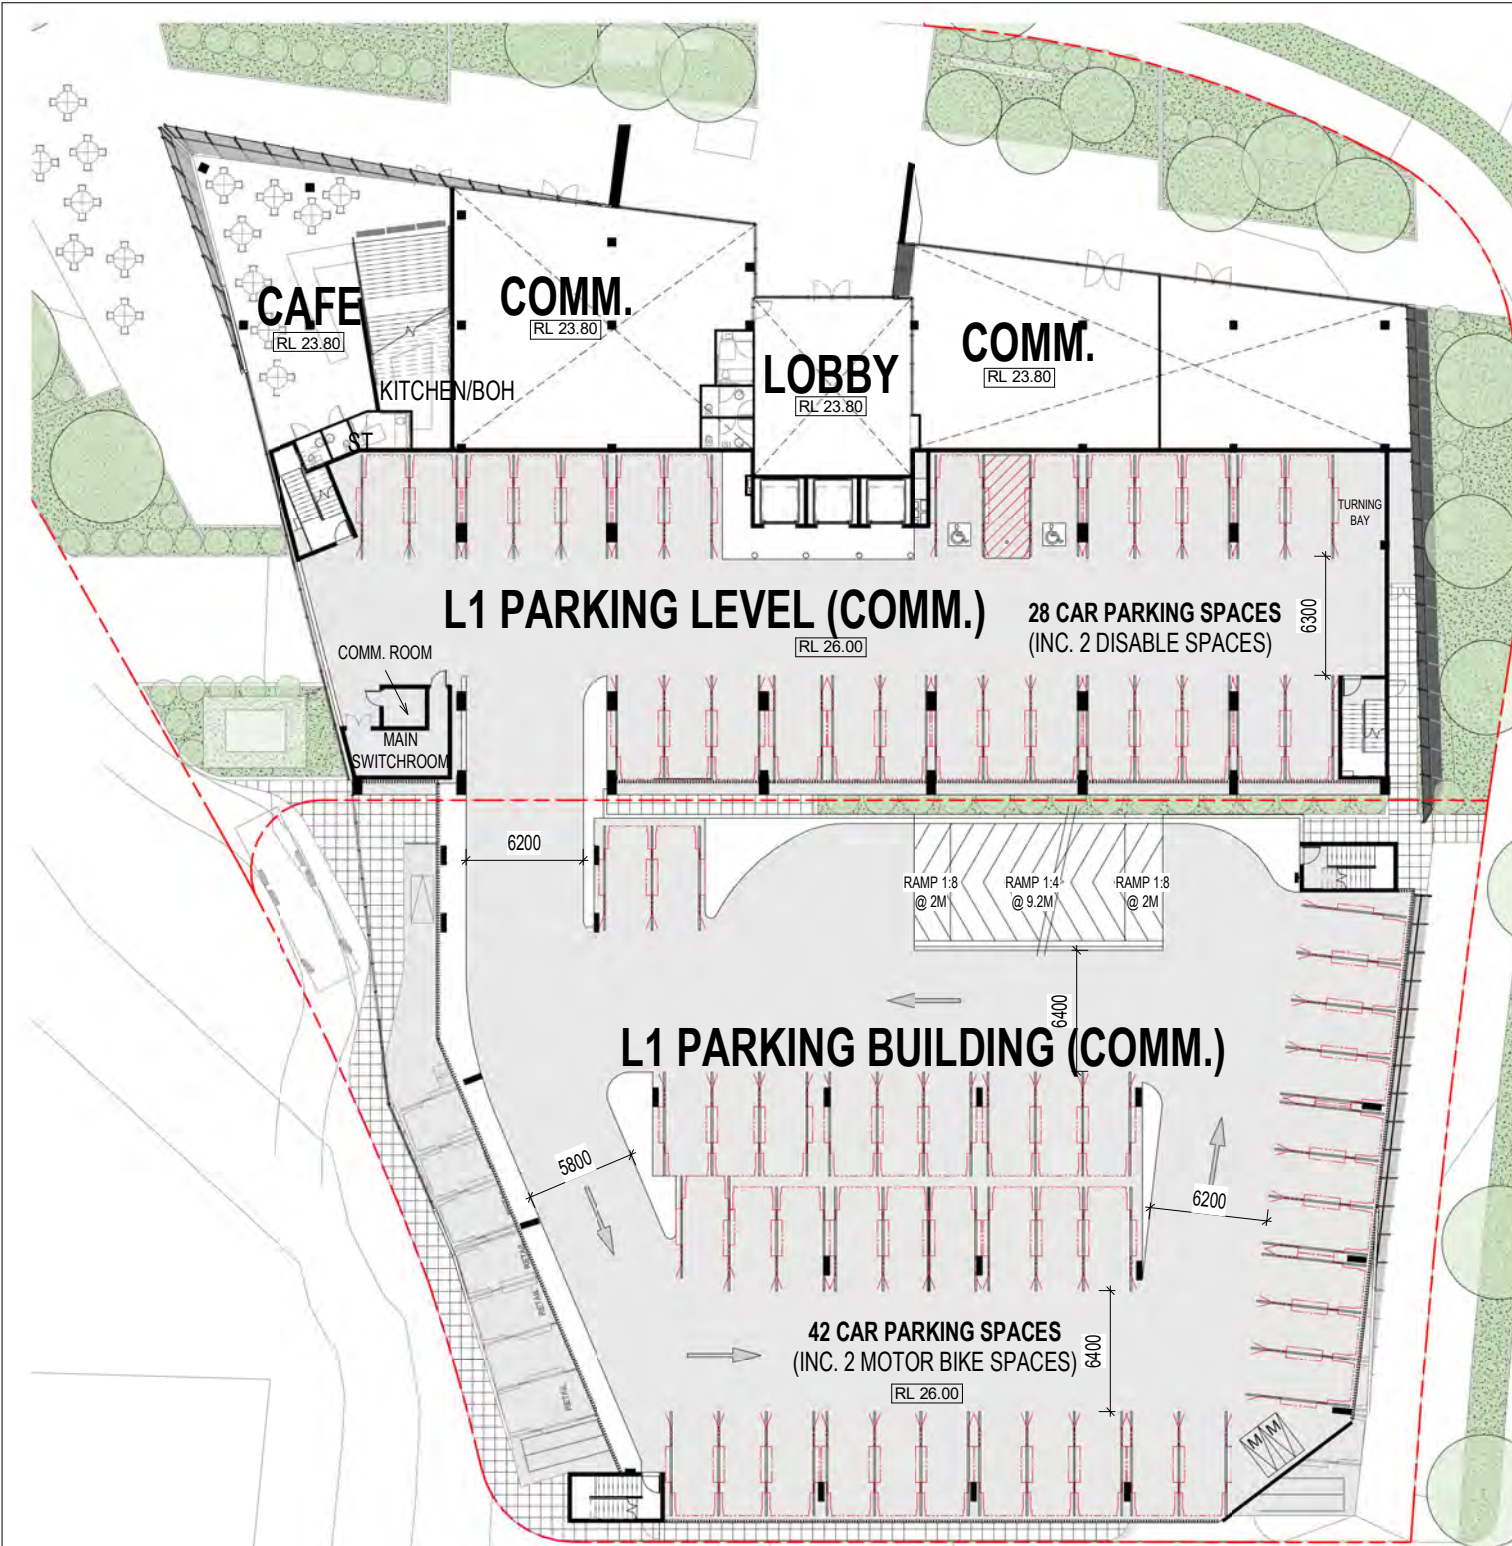 CAFE
RL 23.80
COMM.
RL 23.80
KITCHEN/BOH
ST
LOBBY
RL 23.80
COMM.
RL 23.80
TURNING
BAY
L1 PARKING LEVEL (COMM.)
RL 26.00
28 CAR PARKING SPACES
(INC. 2 DISABLE SPACES)
6300
COMM. ROOM
MAIN
SWITCHROOM
6200
RAMP 1:8
@ 2M
RAMP 1:4
@ 9.2M
RAMP 1:8
@ 2M
6400
L1 PARKING BUILDING (COMM.)
5800
6200
RETAIL
RETAIL
RETAIL
42 CAR PARKING SPACES
(INC. 2 MOTOR BIKE SPACES)
RL 26.00
6400
M M